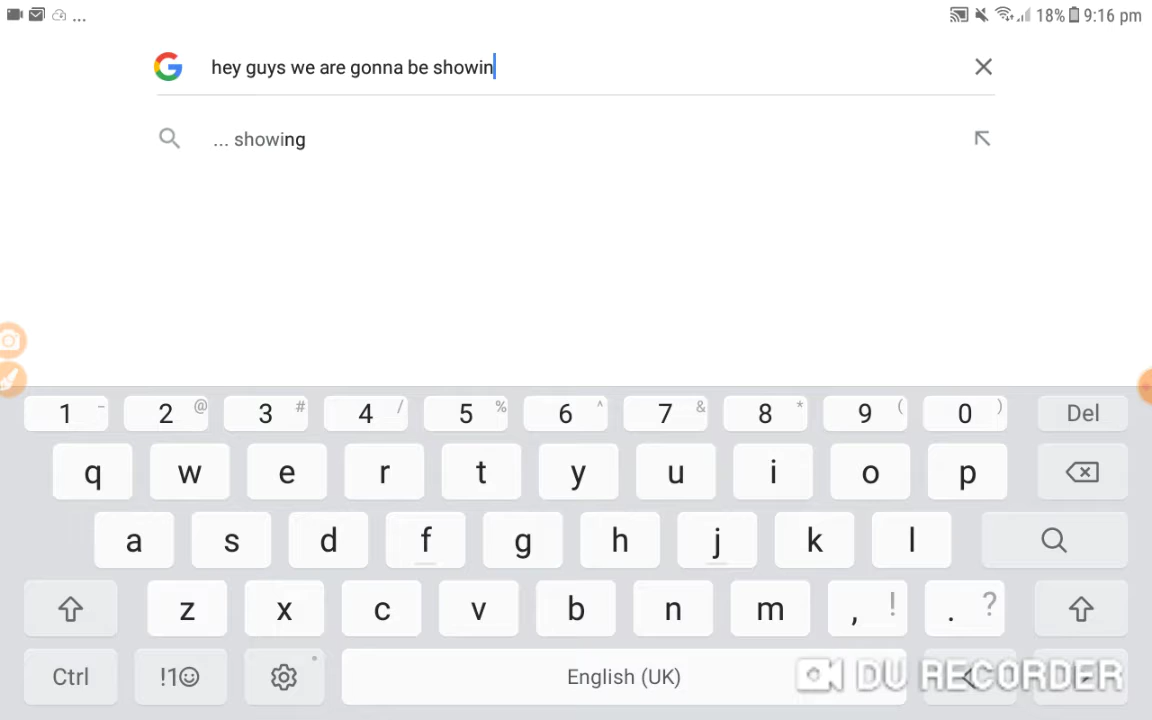 ... 18% 9:16 pm
hey guys we are gonna be showin
... showing
1 - 2 @ 3 # 4 / 5 % 6 ^ 7 & 8 * 9 ( 0 ) Del
q w e r t y u i o p
a s d f g h j k l
z x c v b n m , ! . ?
Ctrl !1☺ English (UK) DU RECORDER